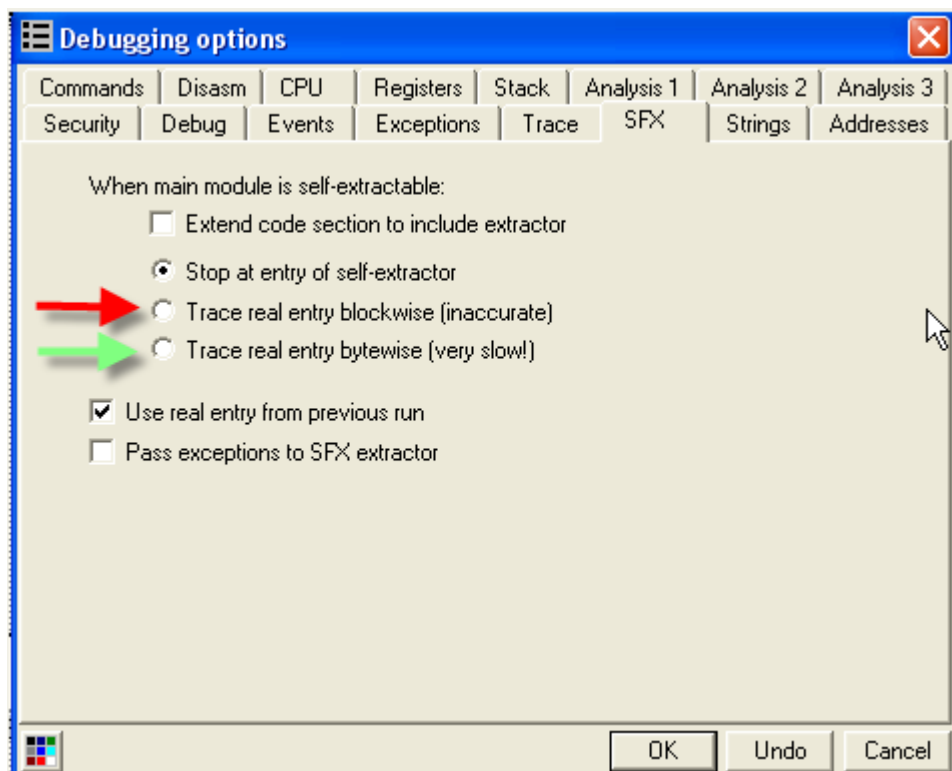 Debugging options
Commands Disasm CPU Registers Stack Analysis 1 Analysis 2 Analysis 3
Security Debug Events Exceptions Trace SFX Strings Addresses
When main module is self-extractable:
Extend code section to include extractor
Stop at entry of self-extractor
Trace real entry blockwise (inaccurate)
Trace real entry bytewise (very slow!)
Use real entry from previous run
Pass exceptions to SFX extractor
OK Undo Cancel